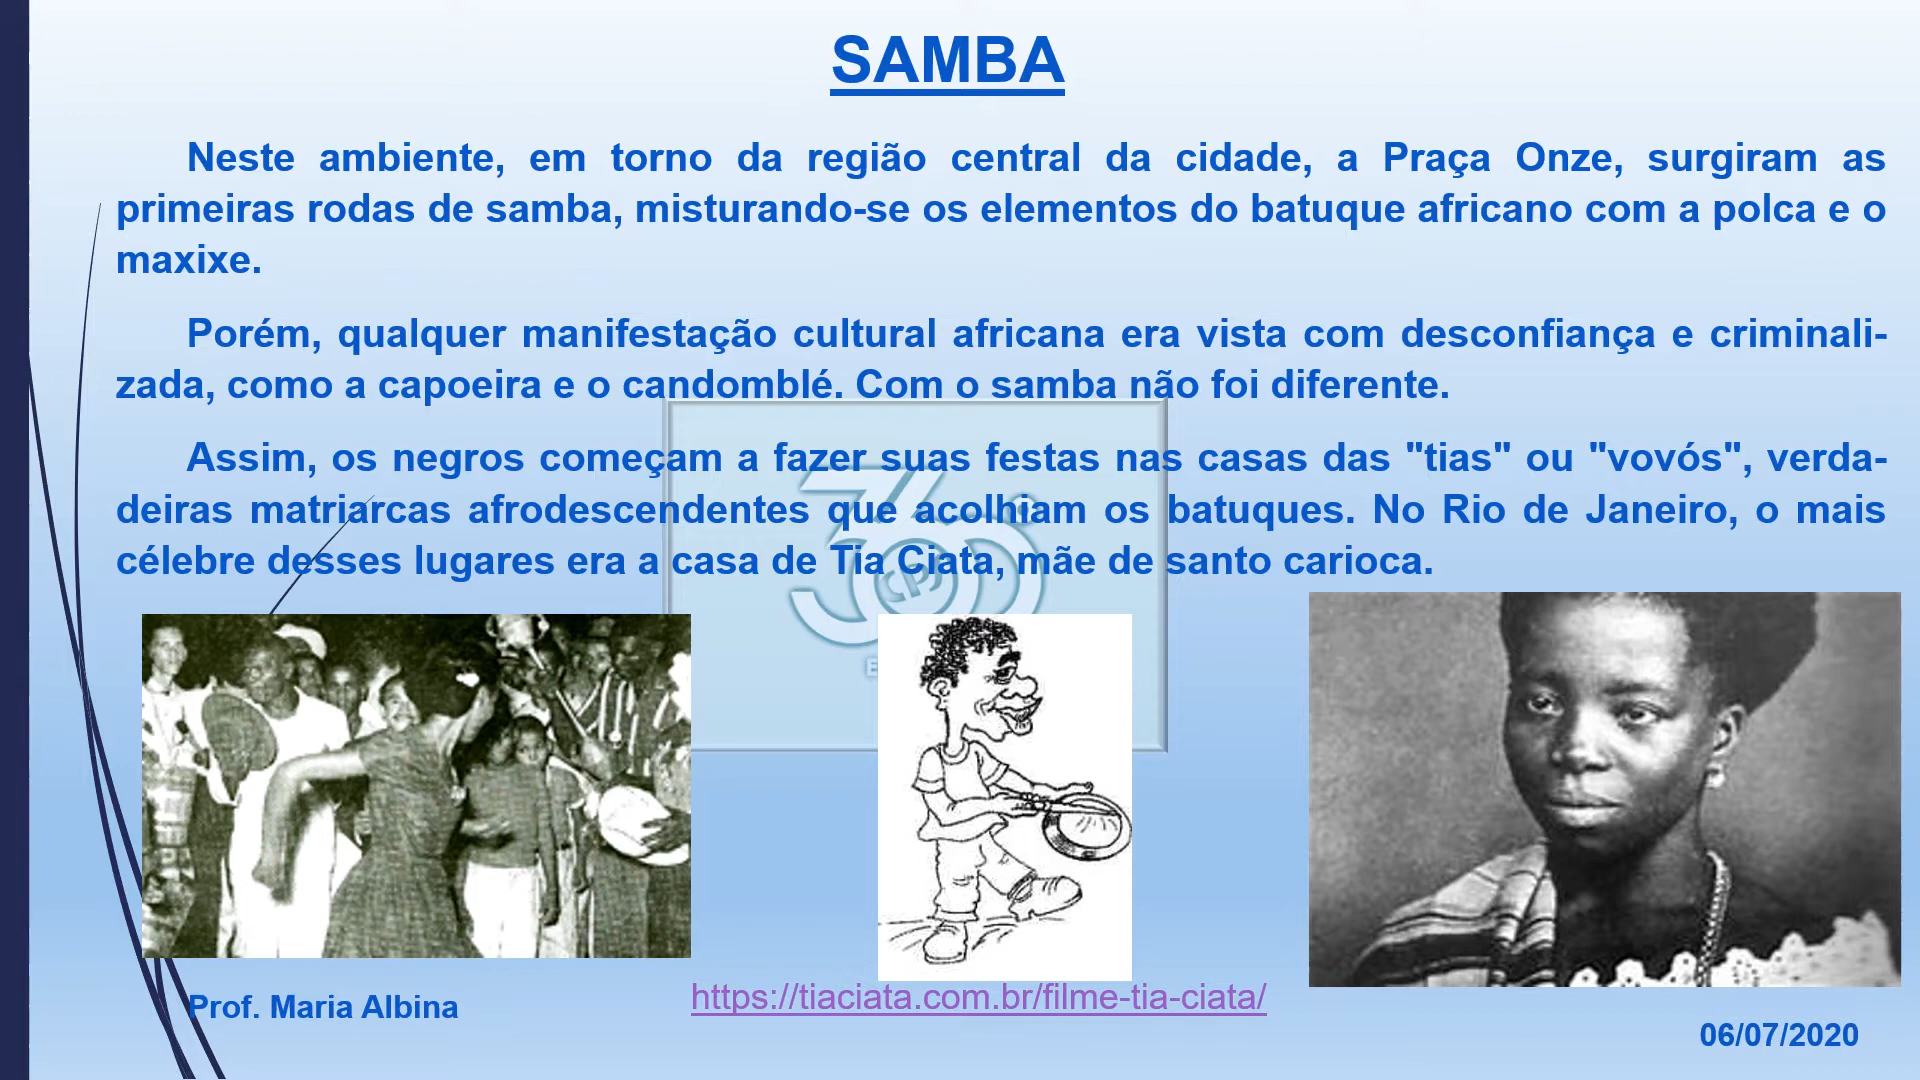 SAMBA
Neste ambiente, em torno da região central da cidade, a Praça Onze, surgiram as
primeiras rodas de samba, misturando-se os elementos do batuque africano com a polca e o
maxixe.
Porém, qualquer manifestação cultural africana era vista com desconfiança e criminali-
zada, como a capoeira e o candomblé. Com o samba não foi diferente.
Assim, os negros começam a fazer suas festas nas casas das "tias" ou "vovós", verda-
deiras matriarcas afrodescendentes que acolhiam os batuques. No Rio de Janeiro, o mais
célebre desses lugares era a casa de Tia Ciata, mãe de santo carioca.
https://tiaciata.com.br/filme-tia-ciata/
Prof. Maria Albina
06/07/2020